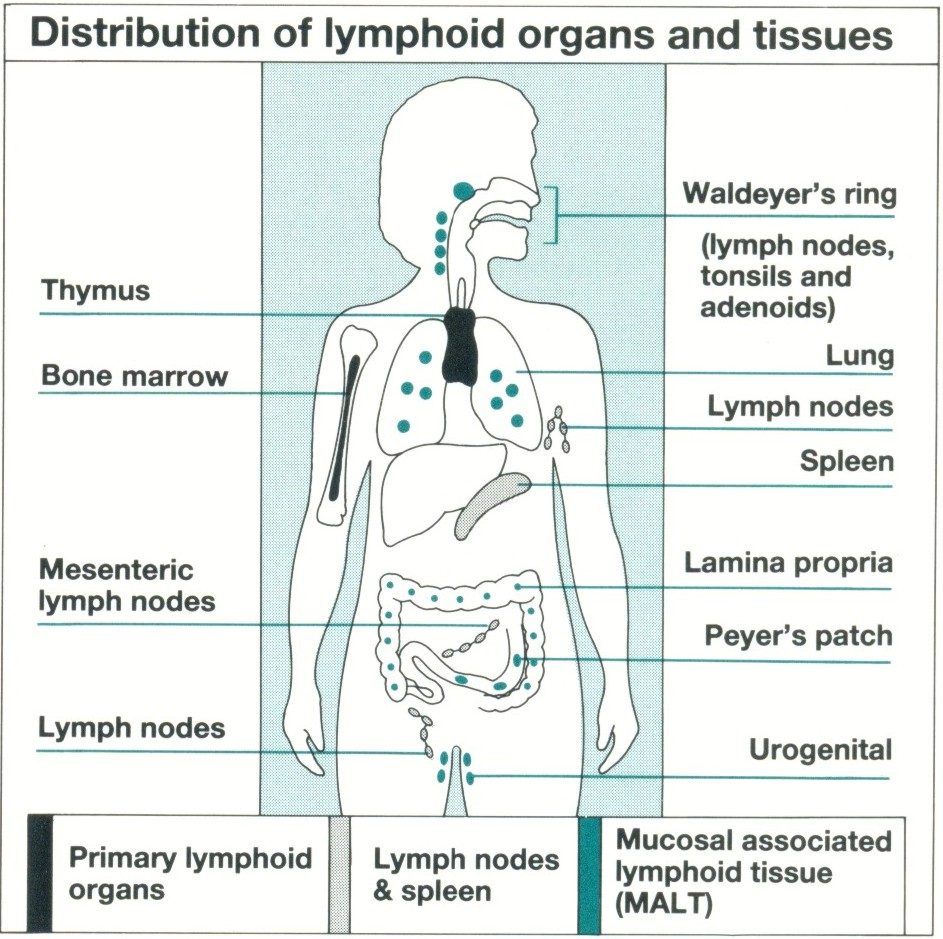 Distribution of lymphoid organs and tissues
Waldeyer's ring
(lymph nodes,
tonsils and
adenoids)
Thymus
Lung
Bone marrow
Lymph nodes
Spleen
Lamina propria
Mesenteric
lymph nodes
Peyer's patch
Lymph nodes
Urogenital
Primary lymphoid
organs
Lymph nodes
& spleen
Mucosal associated
lymphoid tissue
(MALT)